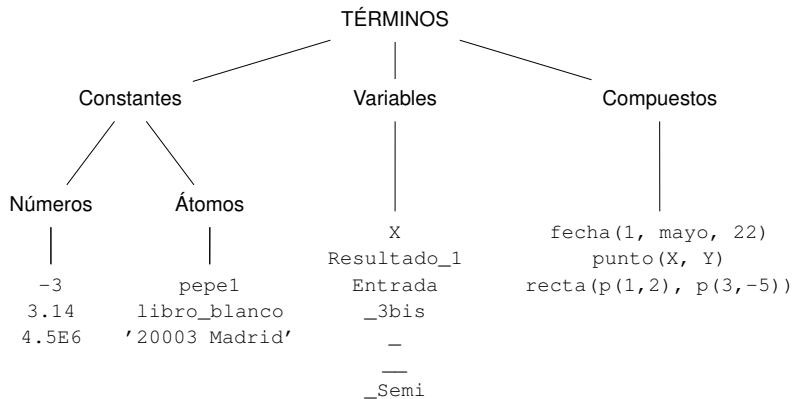 TÉRMINOS
Constantes
Variables
Compuestos
Números
Átomos
-3
3.14
4.5E6
pepe1
libro_blanco
’20003 Madrid’
X
Resultado_1
Entrada
_3bis
_
__
_Semi
fecha(1, mayo, 22)
punto(X, Y)
recta(p(1,2), p(3,-5))